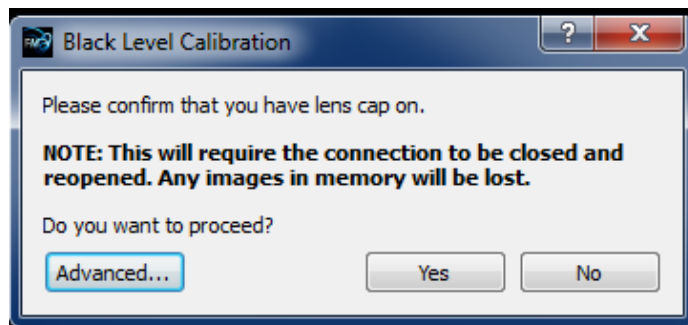 Black Level Calibration
Please confirm that you have lens cap on.
NOTE: This will require the connection to be closed and
reopened. Any images in memory will be lost.
Do you want to proceed?
Advanced... Yes No